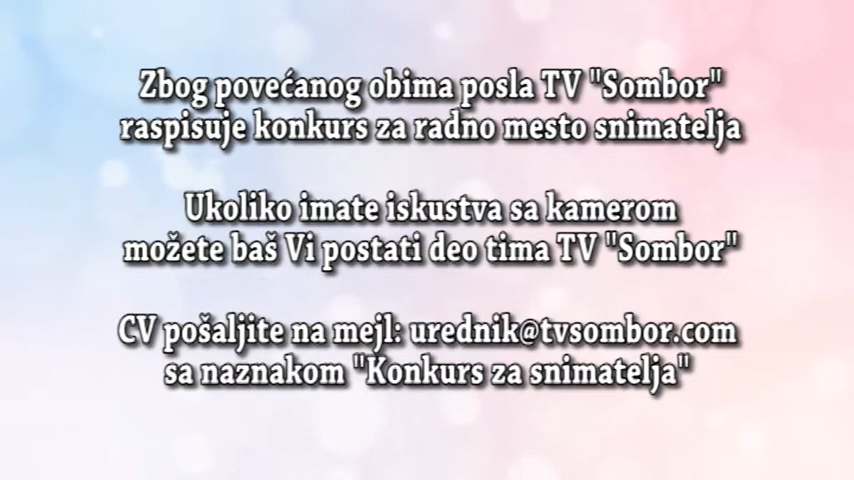 Zbog povećanog obima posla TV "Sombor"
raspisuje konkurs za radno mesto snimatelja
Ukoliko imate iskustva sa kamerom
možete baš Vi postati deo tima TV "Sombor"
CV pošaljite na mejl: urednik@tvsombor.com
sa naznakom "Konkurs za snimatelja"